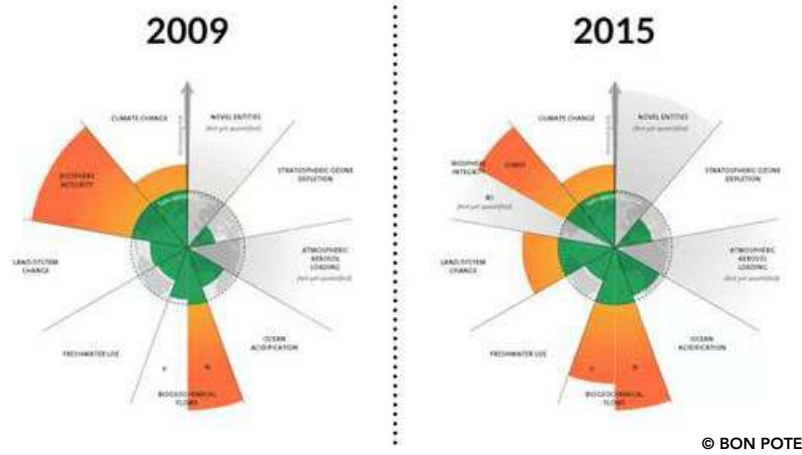 2009
CLIMATE CHANGE
NOVEL ENTITIES
(Not yet quantified)
STRATOSPHERIC OZONE
DEPLETION
BIOSPHERE
INTEGRITY
ATMOSPHERIC
AEROSOL
LOADING
(Not yet quantified)
LAND-SYSTEM
CHANGE
OCEAN
ACIDIFICATION
FRESHWATER USE
P
N
BIOGEOCHEMICAL
FLOWS
2015
CLIMATE CHANGE
NOVEL ENTITIES
(Not yet quantified)
STRATOSPHERIC OZONE
DEPLETION
BIOSPHERE
INTEGRITY
BII
(Not yet quantified)
ATMOSPHERIC
AEROSOL
LOADING
(Not yet quantified)
LAND-SYSTEM
CHANGE
OCEAN
ACIDIFICATION
FRESHWATER USE
P
N
BIOGEOCHEMICAL
FLOWS
© BON POTE